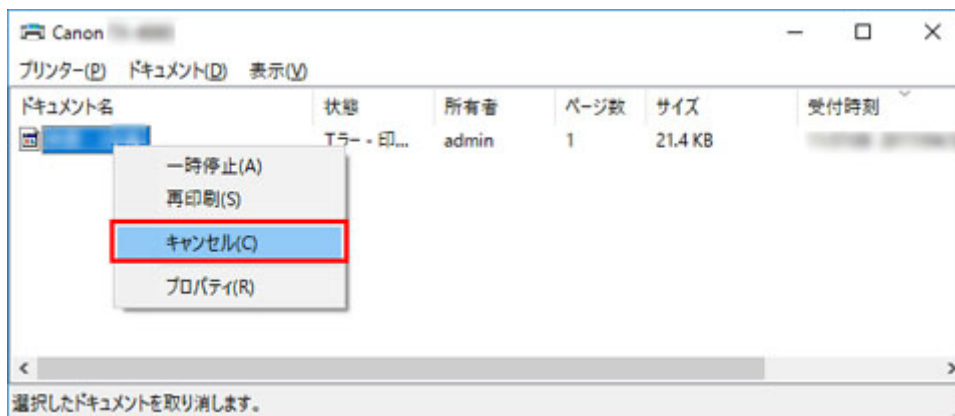 Canon
プリンター(P) ドキュメント(D) 表示(V)
ドキュメント名 状態 所有者 ページ数 サイズ 受付時刻
エラー - 印... admin 1 21.4 KB
一時停止(A)
再印刷(S)
キャンセル(C)
プロパティ(R)
選択したドキュメントを取り消します。